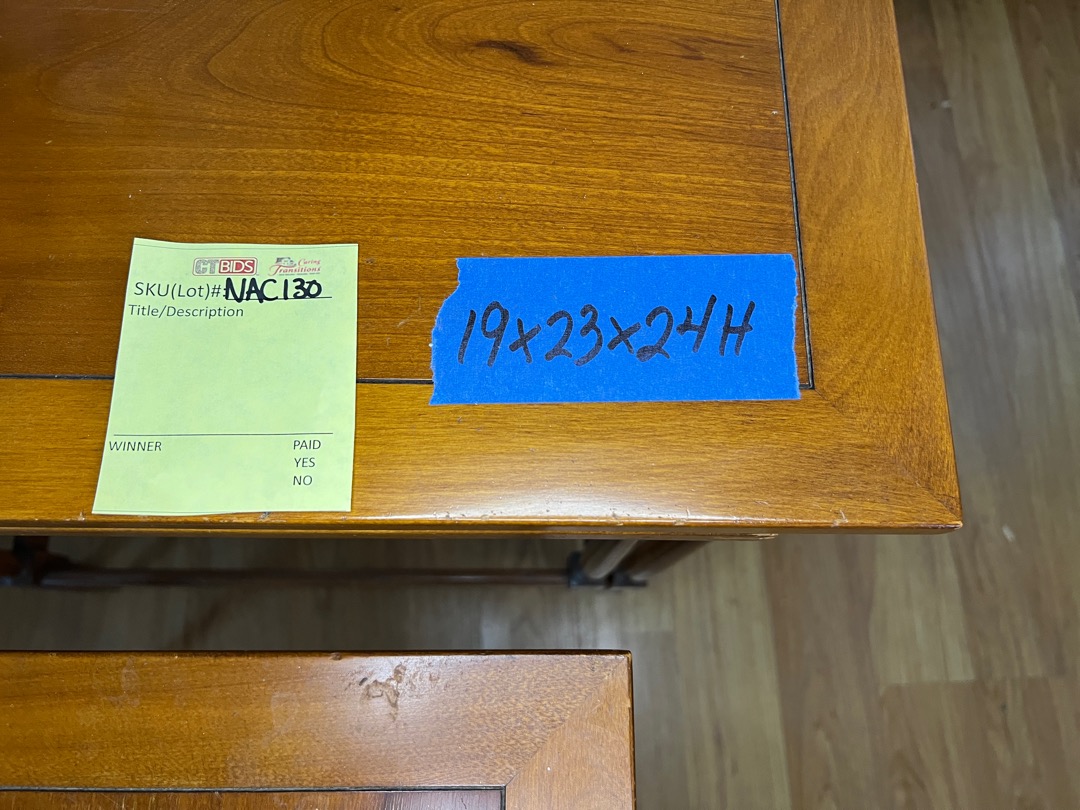 CTBIDS Caring Transitions
SKU(Lot)#: NAC130
Title/Description
WINNER PAID
YES
NO
19x23x24H